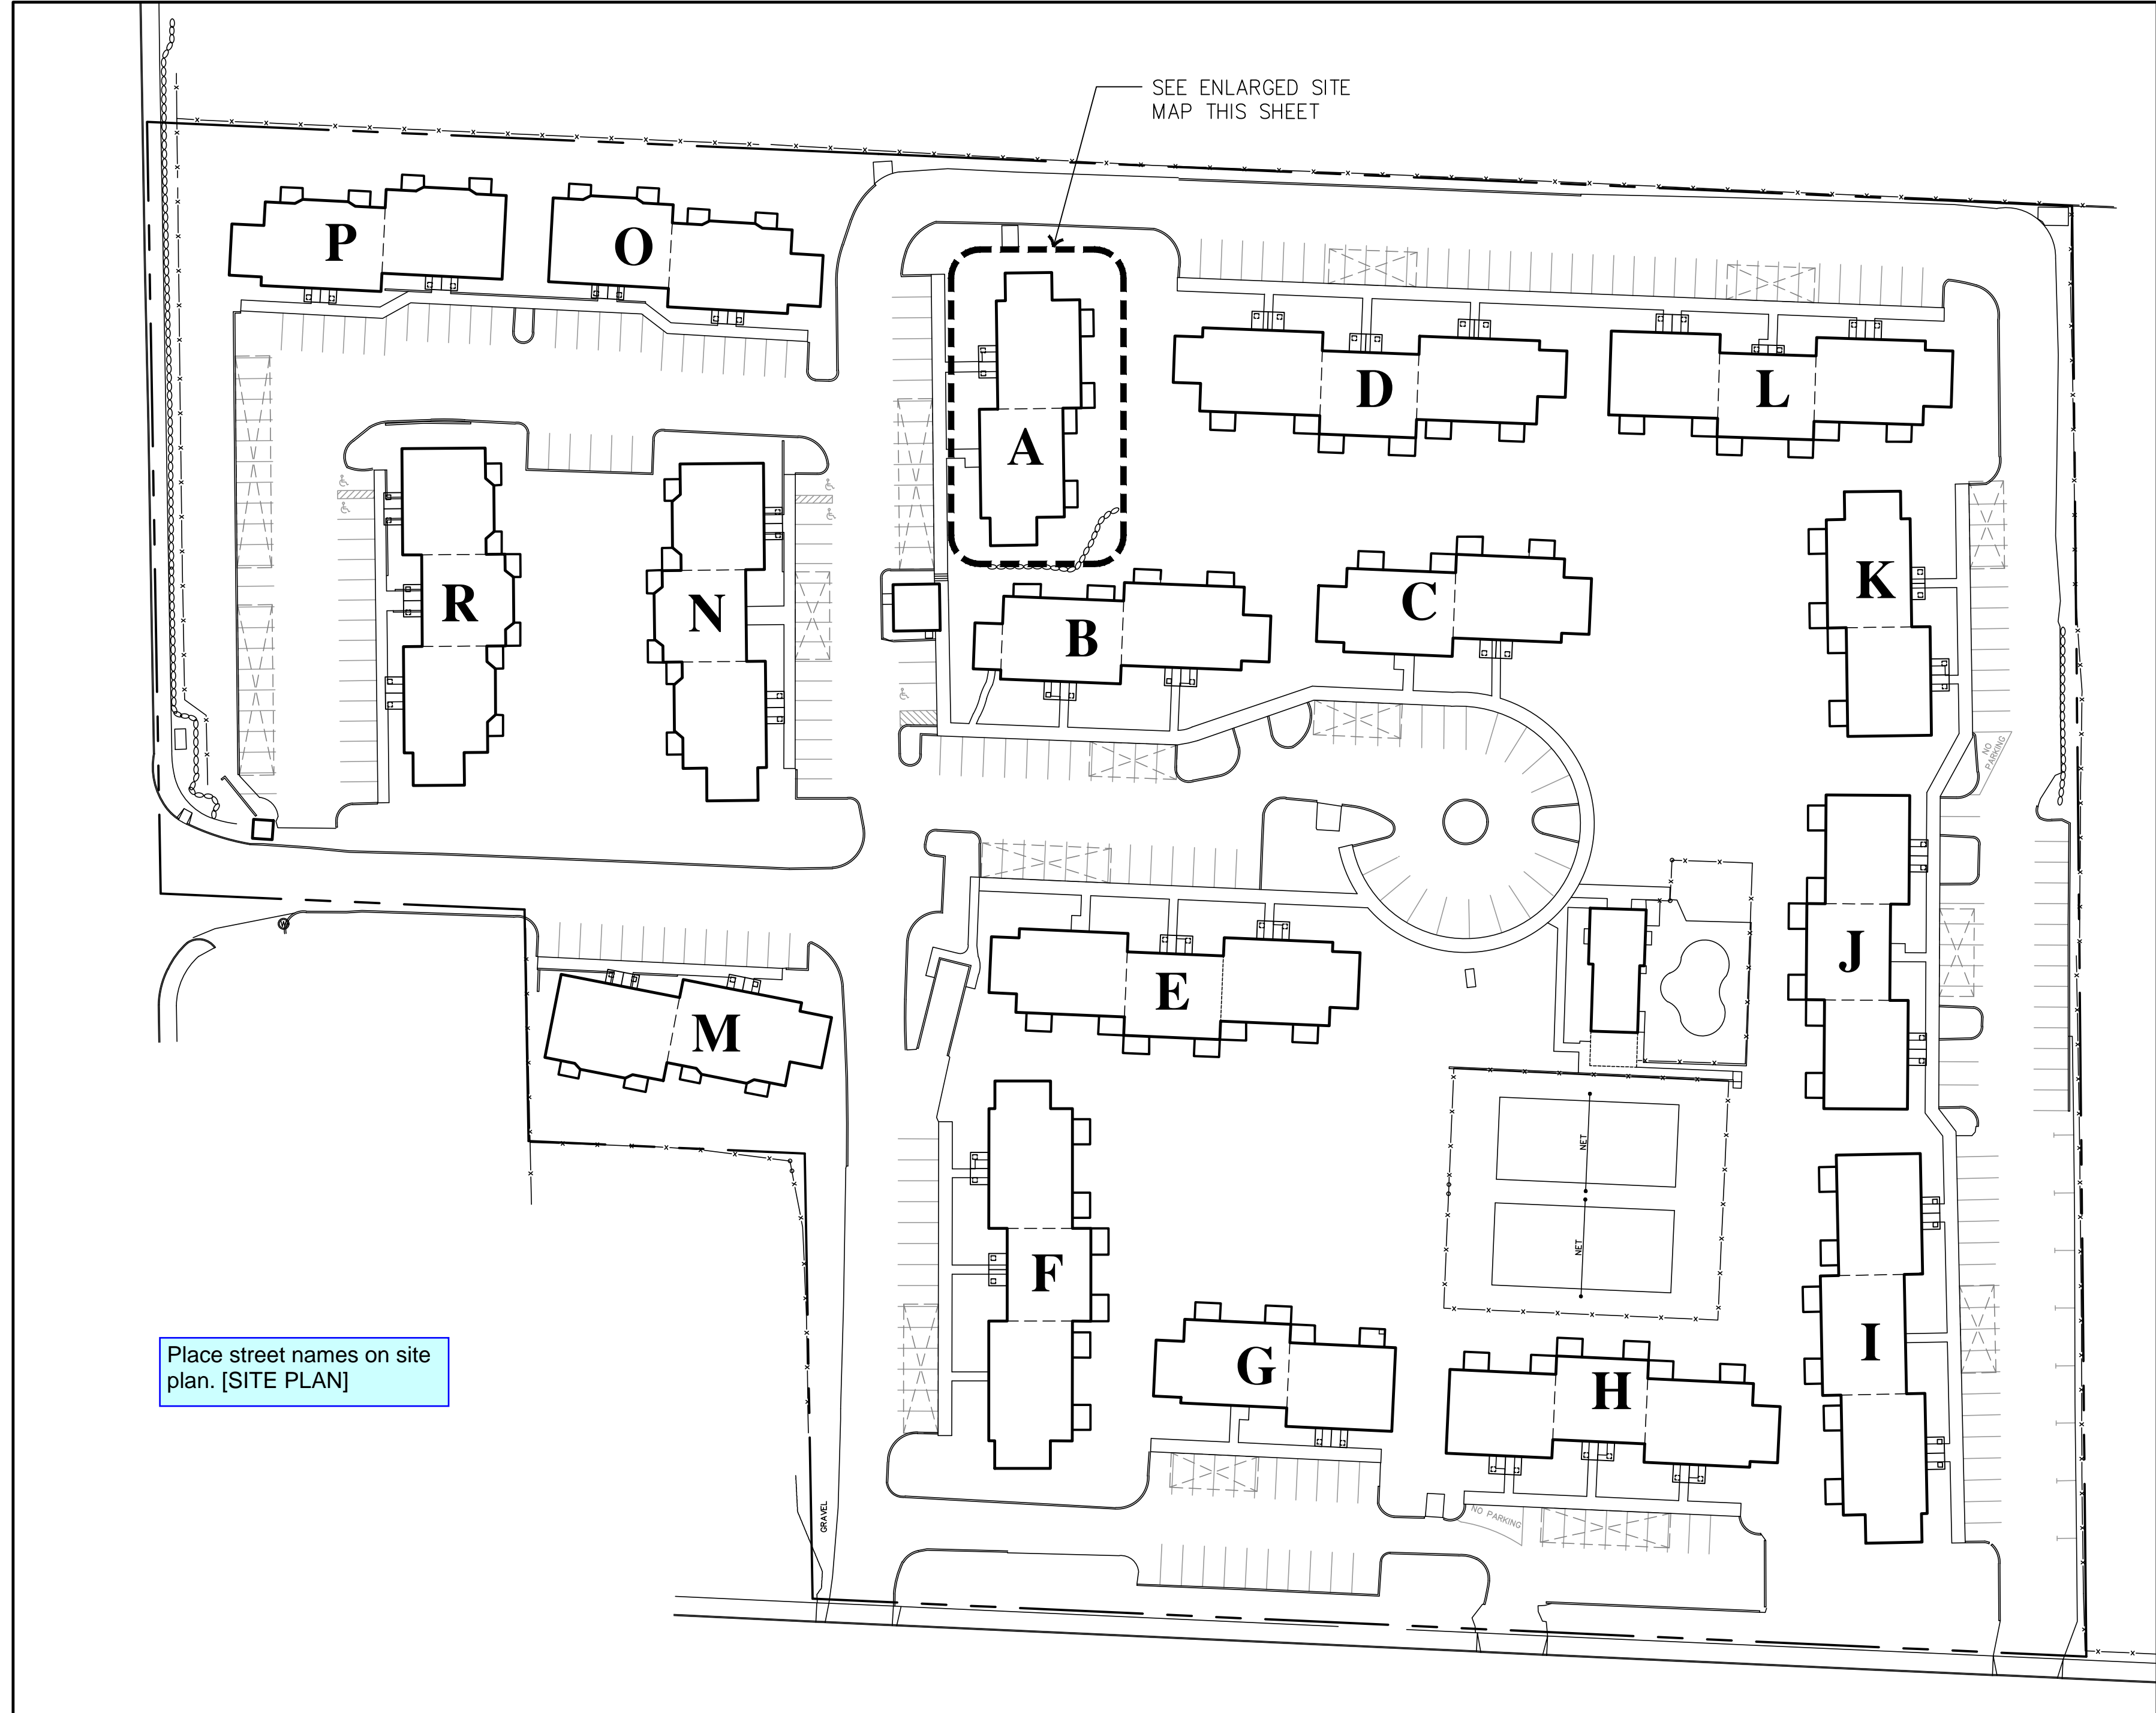 SEE ENLARGED SITE
MAP THIS SHEET
P
O
D
L
A
R
N
B
C
K
NO
PARKING
J
E
M
W
NET
NET
F
G
H
I
NO PARKING
GRAVEL
Place street names on site
plan. [SITE PLAN]